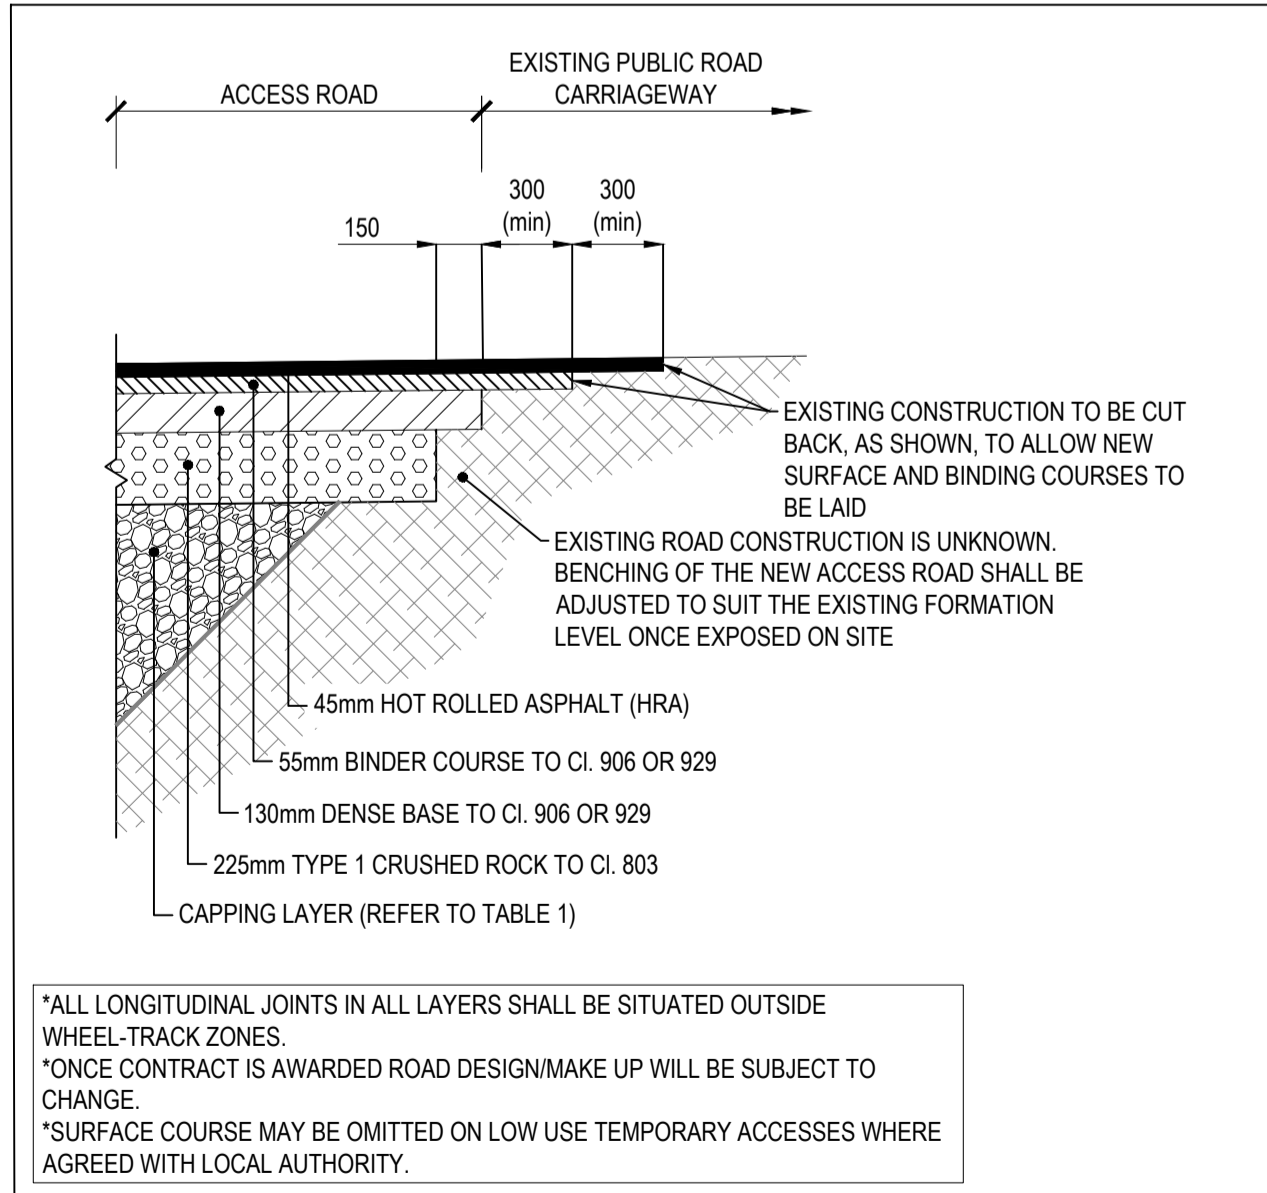 ACCESS ROAD
EXISTING PUBLIC ROAD
CARRIAGEWAY
150
300
(min)
300
(min)
EXISTING CONSTRUCTION TO BE CUT
BACK, AS SHOWN, TO ALLOW NEW
SURFACE AND BINDING COURSES TO
BE LAID
EXISTING ROAD CONSTRUCTION IS UNKNOWN.
BENCHING OF THE NEW ACCESS ROAD SHALL BE
ADJUSTED TO SUIT THE EXISTING FORMATION
LEVEL ONCE EXPOSED ON SITE
45mm HOT ROLLED ASPHALT (HRA)
55mm BINDER COURSE TO Cl. 906 OR 929
130mm DENSE BASE TO Cl. 906 OR 929
225mm TYPE 1 CRUSHED ROCK TO Cl. 803
CAPPING LAYER (REFER TO TABLE 1)
*ALL LONGITUDINAL JOINTS IN ALL LAYERS SHALL BE SITUATED OUTSIDE
WHEEL-TRACK ZONES.
*ONCE CONTRACT IS AWARDED ROAD DESIGN/MAKE UP WILL BE SUBJECT TO
CHANGE.
*SURFACE COURSE MAY BE OMITTED ON LOW USE TEMPORARY ACCESSES WHERE
AGREED WITH LOCAL AUTHORITY.